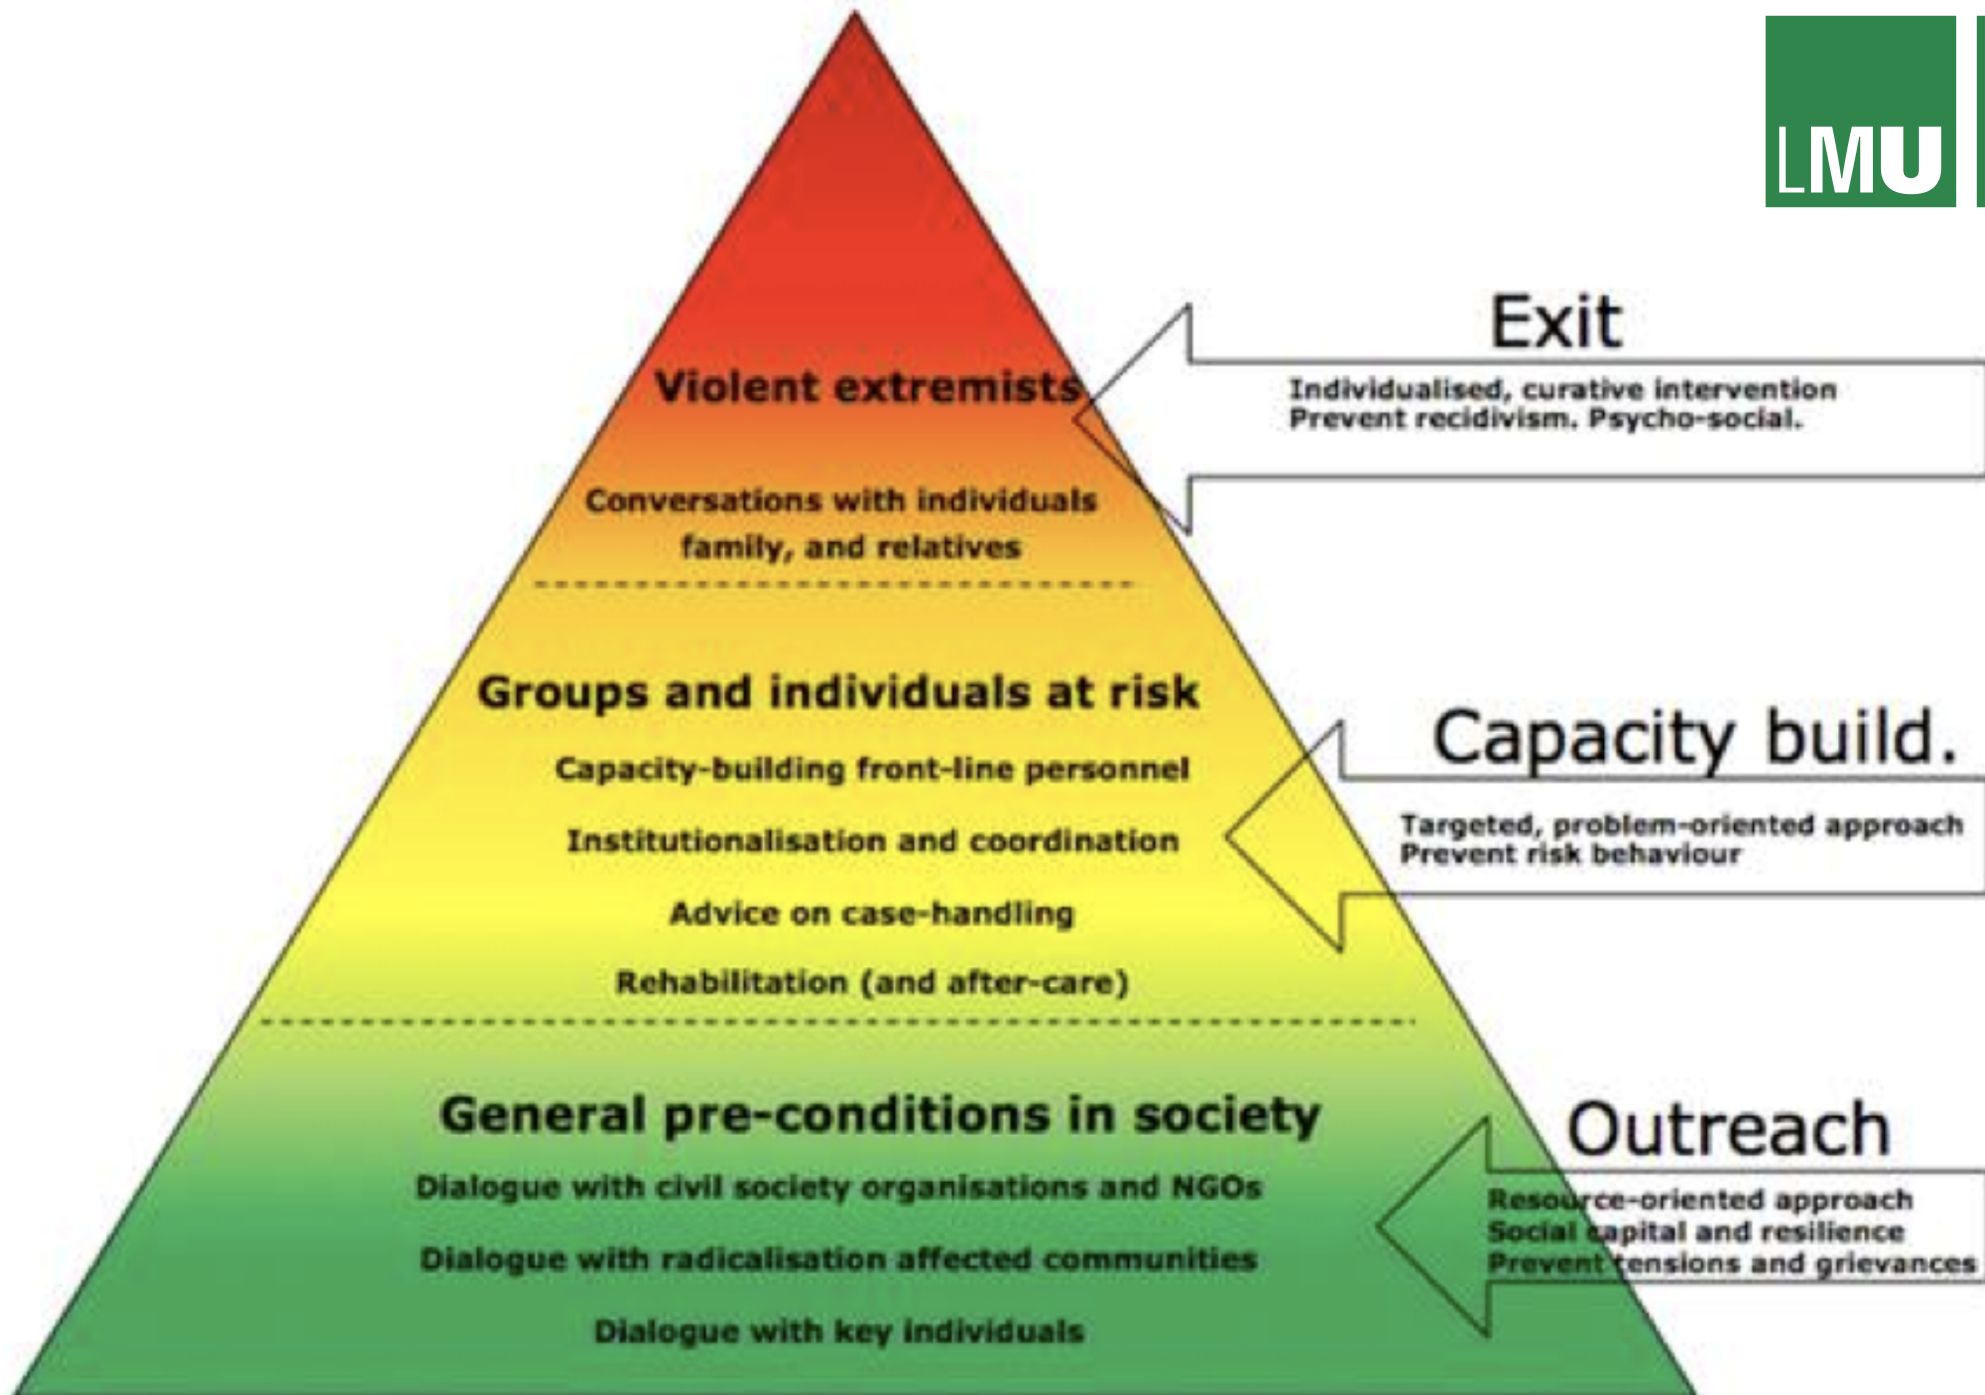 LMU
Exit
Violent extremists
Individualised, curative intervention
Prevent recidivism. Psycho-social.
Conversations with individuals
family, and relatives
Groups and individuals at risk
Capacity build.
Capacity-building front-line personnel
Targeted, problem-oriented approach
Prevent risk behaviour
Institutionalisation and coordination
Advice on case-handling
Rehabilitation (and after-care)
General pre-conditions in society
Outreach
Dialogue with civil society organisations and NGOs
Resource-oriented approach
Social capital and resilience
Prevent tensions and grievances
Dialogue with radicalisation affected communities
Dialogue with key individuals